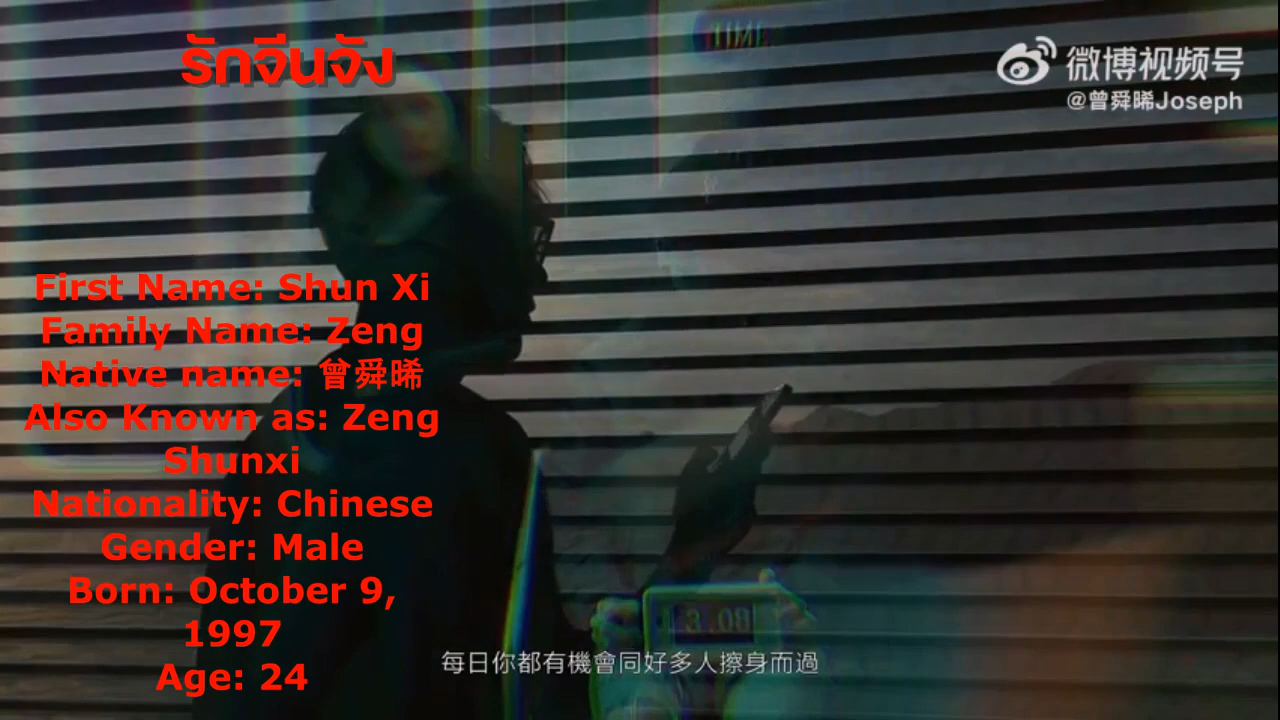 รักจีนจัง
TIME
微博视频号
@曾舜晞Joseph
First Name: Shun Xi
Family Name: Zeng
Native name: 曾舜晞
Also Known as: Zeng
Shunxi
Nationality: Chinese
Gender: Male
Born: October 9,
1997
Age: 24
3.08
每日你都有機會同好多人擦身而過